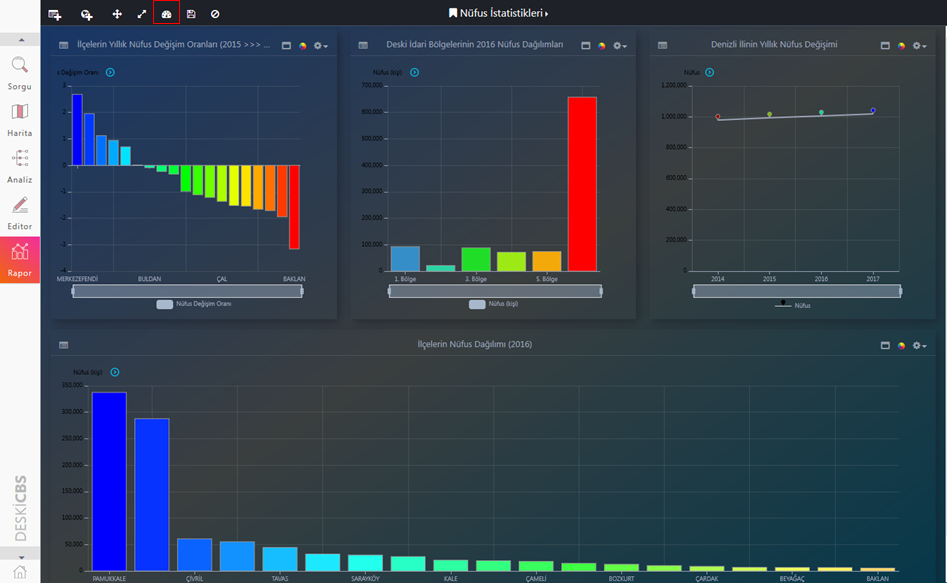 Nüfus İstatistikleri
Sorgu
Harita
Analiz
Editor
Rapor
DESKİCBS
İlçelerin Yıllık Nüfus Değişim Oranları (2015 >>> ...
s Değişim Oranı
3
2
1
0
-1
-2
-3
-4
MERKEZEFENDİ BULDAN ÇAL BAKLAN
Nüfus Değişim Oranı
Deski İdari Bölgelerinin 2016 Nüfus Dağılımları
Nüfus (kişi)
700,000
600,000
500,000
400,000
300,000
200,000
100,000
0
1. Bölge 3. Bölge 5. Bölge
Nüfus (kişi)
Denizli İlinin Yıllık Nüfus Değişimi
Nüfus
1,200,000
1,000,000
800,000
600,000
400,000
200,000
0
2014 2015 2016 2017
Nüfus
İlçelerin Nüfus Dağılımı (2016)
Nüfus (kişi)
350,000
300,000
250,000
200,000
150,000
100,000
50,000
0
PAMUKKALE ÇİVRİL TAVAS SARAYKÖY KALE ÇAMELİ BOZKURT ÇARDAK BEYAĞAÇ BAKLAN